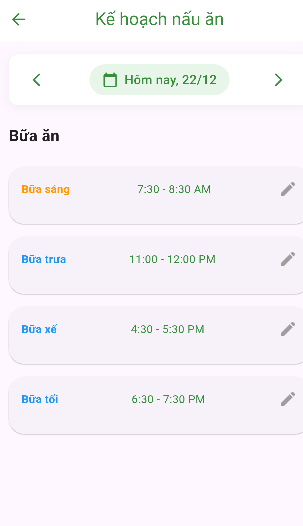 Kế hoạch nấu ăn
Hôm nay, 22/12
Bữa ăn
Bữa sáng 7:30 - 8:30 AM
Bữa trưa 11:00 - 12:00 PM
Bữa xế 4:30 - 5:30 PM
Bữa tối 6:30 - 7:30 PM